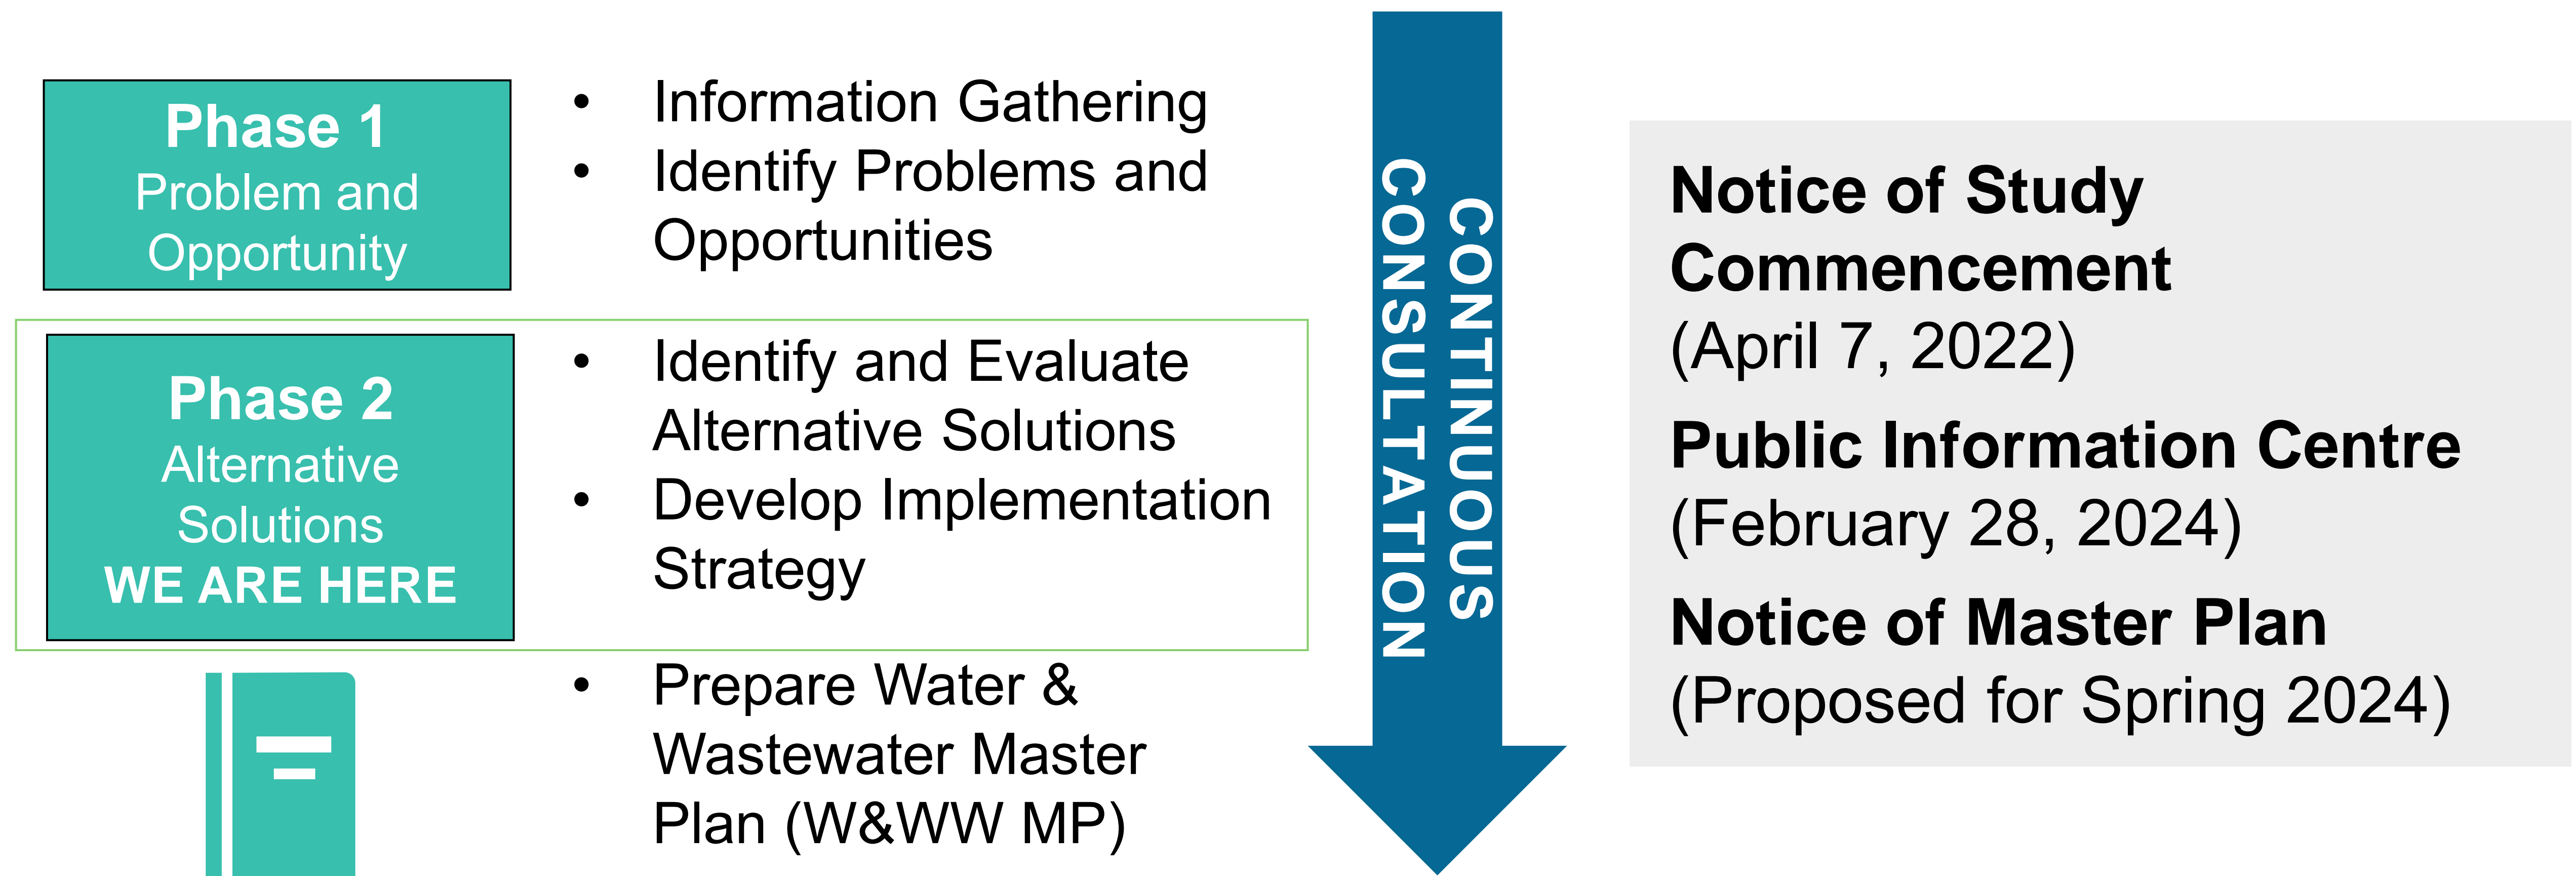 Phase 1
Problem and
Opportunity
• Information Gathering
• Identify Problems and
Opportunities
Phase 2
Alternative
Solutions
WE ARE HERE
• Identify and Evaluate
Alternative Solutions
• Develop Implementation
Strategy
• Prepare Water &
Wastewater Master
Plan (W&WW MP)
CONTINUOUS
CONSULTATION
Notice of Study
Commencement
(April 7, 2022)
Public Information Centre
(February 28, 2024)
Notice of Master Plan
(Proposed for Spring 2024)